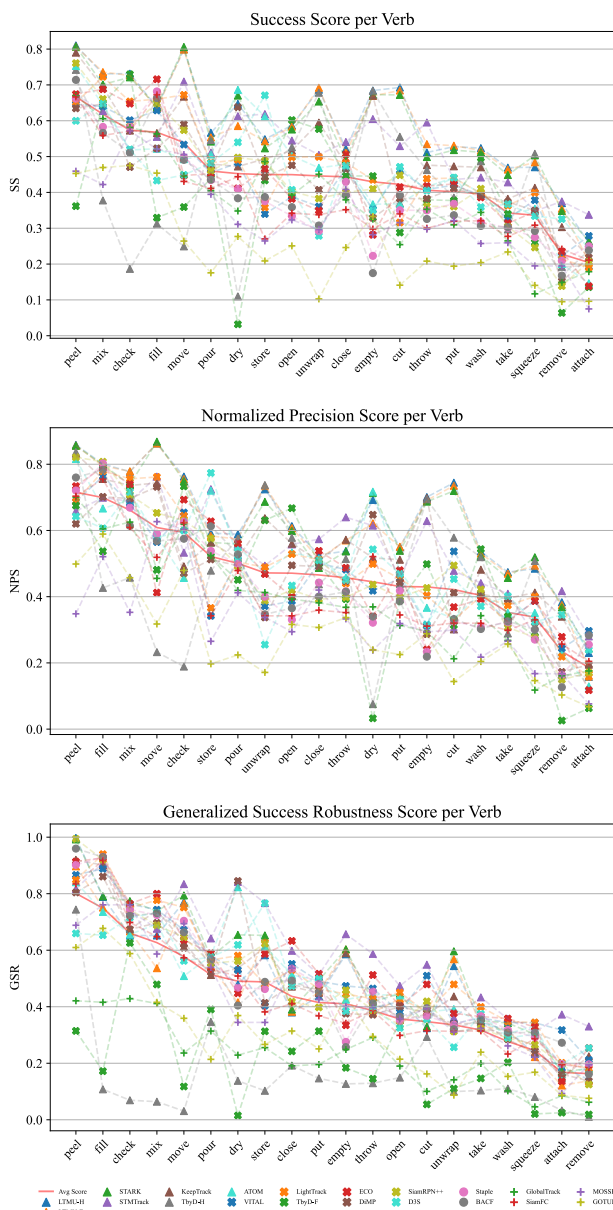 Success Score per Verb
0.8
0.7
0.6
0.5
0.4
0.3
0.2
0.1
0.0
SS
peel mix check fill move pour dry store open unwrap close empty cut throw put wash take squeeze remove attach
Normalized Precision Score per Verb
0.8
0.6
0.4
0.2
0.0
NPS
peel fill mix move check store pour unwrap open close throw dry put empty cut wash take squeeze remove attach
Generalized Success Robustness Score per Verb
1.0
0.8
0.6
0.4
0.2
0.0
GSR
peel fill check mix move pour dry store close put empty throw open cut unwrap take wash squeeze attach remove
Avg Score STARK KeepTrack ATOM LightTrack ECO SiamRPN++ Staple GlobalTrack MOSSE
LTMU-H STMTrack TbyD-H VITAL TbyD-F DiMP D3S BACF SiamFC GOTUR